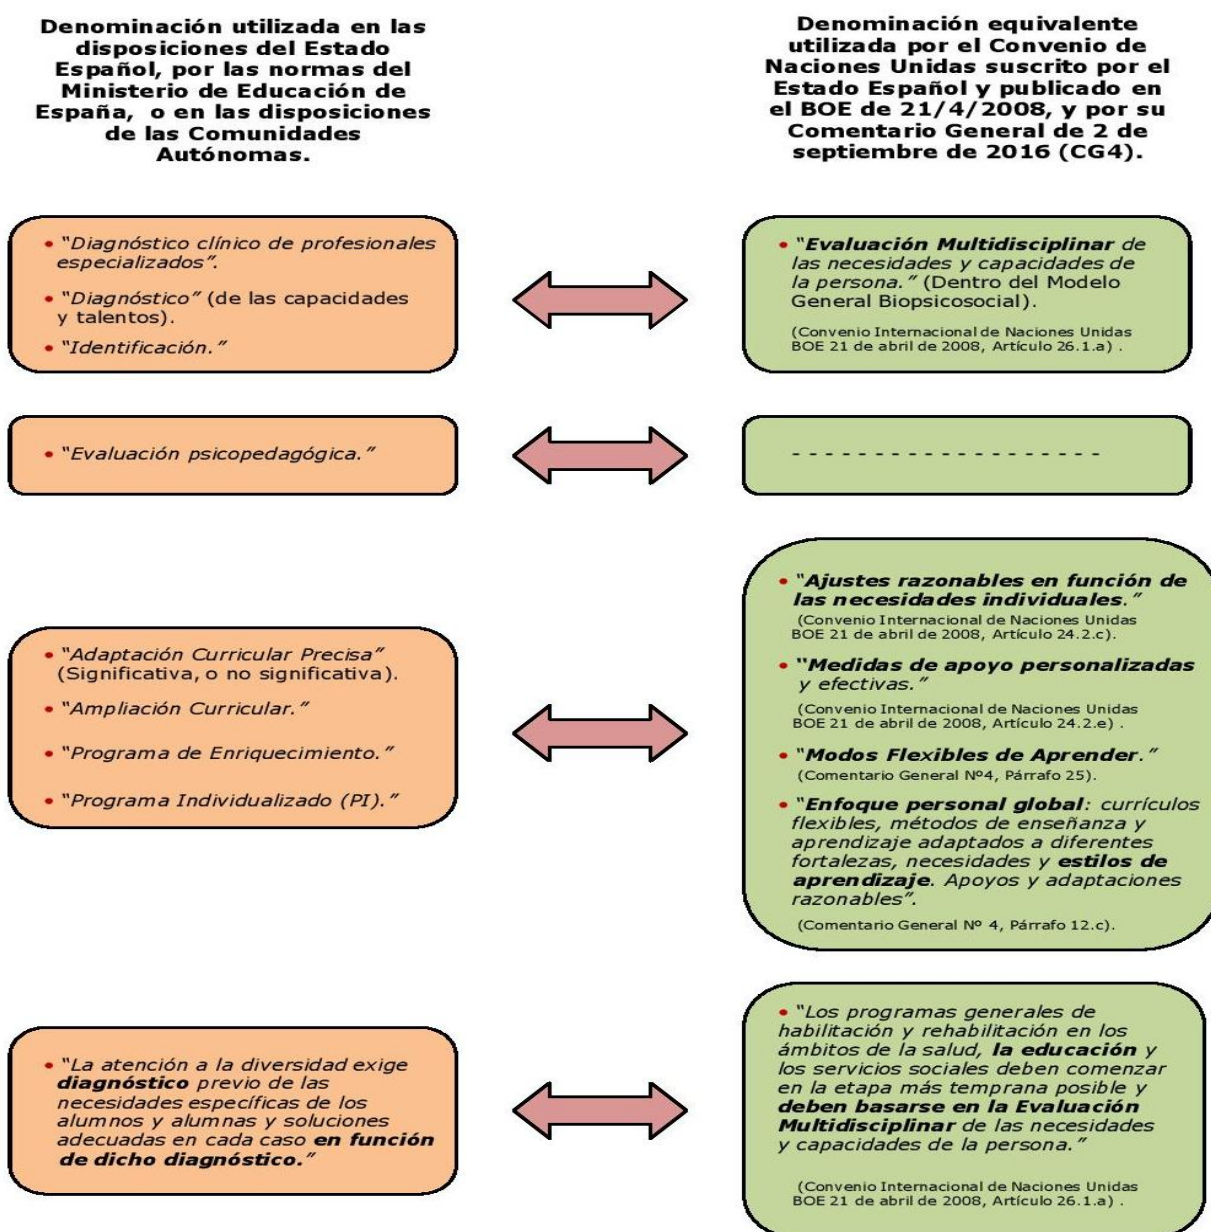 Denominación utilizada en las
disposiciones del Estado
Español, por las normas del
Ministerio de Educación de
España, o en las disposiciones
de las Comunidades
Autónomas.
Denominación equivalente
utilizada por el Convenio de
Naciones Unidas suscrito por el
Estado Español y publicado en
el BOE de 21/4/2008, y por su
Comentario General de 2 de
septiembre de 2016 (CG4).
• “Diagnóstico clínico de profesionales
especializados”.
• “Diagnóstico” (de las capacidades
y talentos).
• “Identificación.”
• “Evaluación Multidisciplinar de
las necesidades y capacidades de
la persona.” (Dentro del Modelo
General Biopsicosocial).
(Convenio Internacional de Naciones Unidas
BOE 21 de abril de 2008, Artículo 26.1.a) .
• “Evaluación psicopedagógica.”
- - - - - - - - - - - - - - - - - - -
• “Adaptación Curricular Precisa”
(Significativa, o no significativa).
• “Ampliación Curricular.”
• “Programa de Enriquecimiento.”
• “Programa Individualizado (PI).”
• “Ajustes razonables en función de
las necesidades individuales.”
(Convenio Internacional de Naciones Unidas
BOE 21 de abril de 2008, Artículo 24.2.c).
• “Medidas de apoyo personalizadas
y efectivas.”
(Convenio Internacional de Naciones Unidas
BOE 21 de abril de 2008, Artículo 24.2.e) .
• “Modos Flexibles de Aprender.”
(Comentario General Nº4, Párrafo 25).
• “Enfoque personal global: currículos
flexibles, métodos de enseñanza y
aprendizaje adaptados a diferentes
fortalezas, necesidades y estilos de
aprendizaje. Apoyos y adaptaciones
razonables”.
(Comentario General Nº 4, Párrafo 12.c).
• “La atención a la diversidad exige
diagnóstico previo de las
necesidades específicas de los
alumnos y alumnas y soluciones
adecuadas en cada caso en función
de dicho diagnóstico.”
• “Los programas generales de
habilitación y rehabilitación en los
ámbitos de la salud, la educación y
los servicios sociales deben comenzar
en la etapa más temprana posible y
deben basarse en la Evaluación
Multidisciplinar de las necesidades
y capacidades de la persona.”
(Convenio Internacional de Naciones Unidas
BOE 21 de abril de 2008, Artículo 26.1.a) .